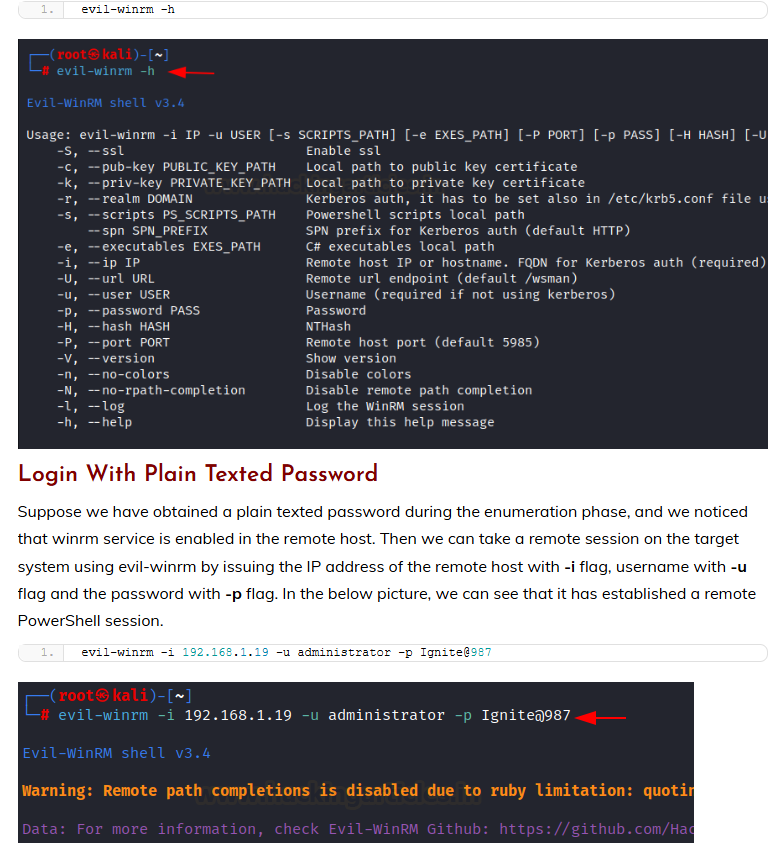 1. evil-winrm -h
┌──(root㉿kali)-[~]
└─# evil-winrm -h
Evil-WinRM shell v3.4
Usage: evil-winrm -i IP -u USER [-s SCRIPTS_PATH] [-e EXES_PATH] [-P PORT] [-p PASS] [-H HASH] [-U
-S, --ssl Enable ssl
-c, --pub-key PUBLIC_KEY_PATH Local path to public key certificate
-k, --priv-key PRIVATE_KEY_PATH Local path to private key certificate
-r, --realm DOMAIN Kerberos auth, it has to be set also in /etc/krb5.conf file u
-s, --scripts PS_SCRIPTS_PATH Powershell scripts local path
--spn SPN_PREFIX SPN prefix for Kerberos auth (default HTTP)
-e, --executables EXES_PATH C# executables local path
-i, --ip IP Remote host IP or hostname. FQDN for Kerberos auth (required)
-U, --url URL Remote url endpoint (default /wsman)
-u, --user USER Username (required if not using kerberos)
-p, --password PASS Password
-H, --hash HASH NTHash
-P, --port PORT Remote host port (default 5985)
-V, --version Show version
-n, --no-colors Disable colors
-N, --no-rpath-completion Disable remote path completion
-l, --log Log the WinRM session
-h, --help Display this help message
Login With Plain Texted Password
Suppose we have obtained a plain texted password during the enumeration phase, and we noticed
that winrm service is enabled in the remote host. Then we can take a remote session on the target
system using evil-winrm by issuing the IP address of the remote host with -i flag, username with -u
flag and the password with -p flag. In the below picture, we can see that it has established a remote
PowerShell session.
1. evil-winrm -i 192.168.1.19 -u administrator -p Ignite@987
┌──(root㉿kali)-[~]
└─# evil-winrm -i 192.168.1.19 -u administrator -p Ignite@987
Evil-WinRM shell v3.4
Warning: Remote path completions is disabled due to ruby limitation: quotin
www.hackingarticles.in
Data: For more information, check Evil-WinRM Github: https://github.com/Hac